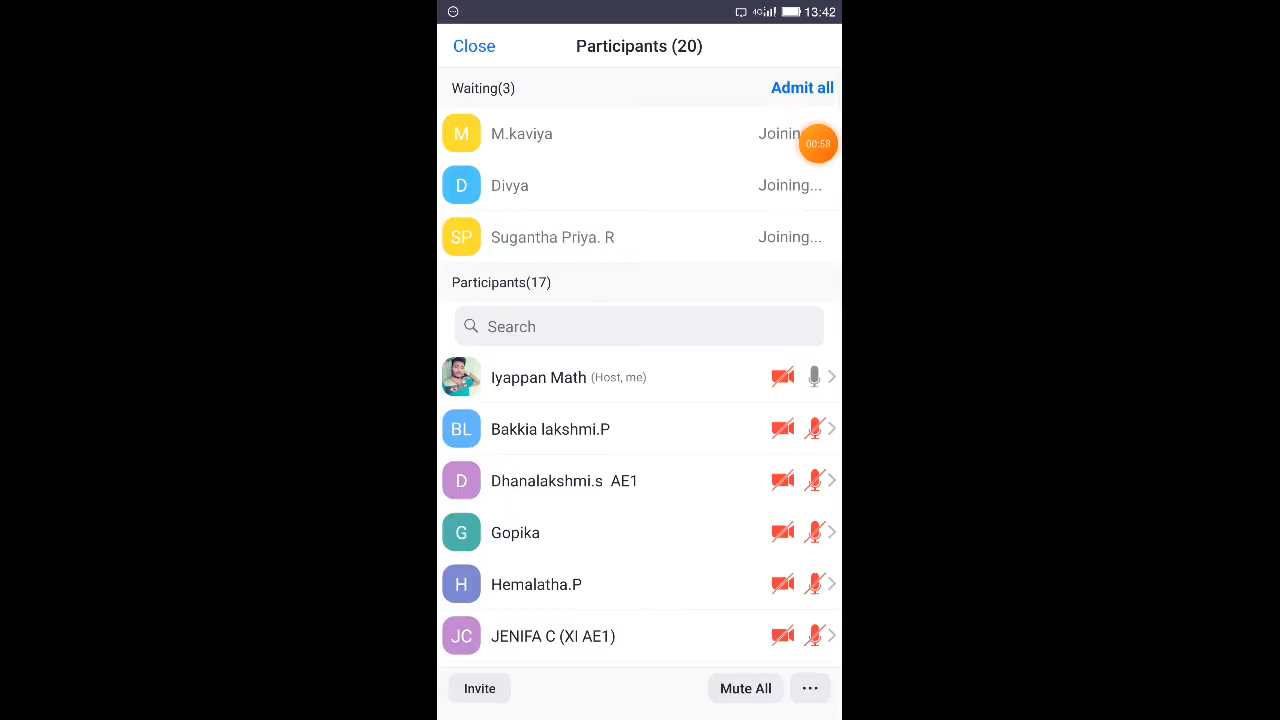 4G 13:42
Close Participants (20)
Waiting(3) Admit all
M M.kaviya Joinin
00:58
D Divya Joining...
SP Sugantha Priya. R Joining...
Participants(17)
Search
Iyappan Math (Host, me)
BL Bakkia lakshmi.P
D Dhanalakshmi.s AE1
G Gopika
H Hemalatha.P
JC JENIFA C (XI AE1)
Invite Mute All ...